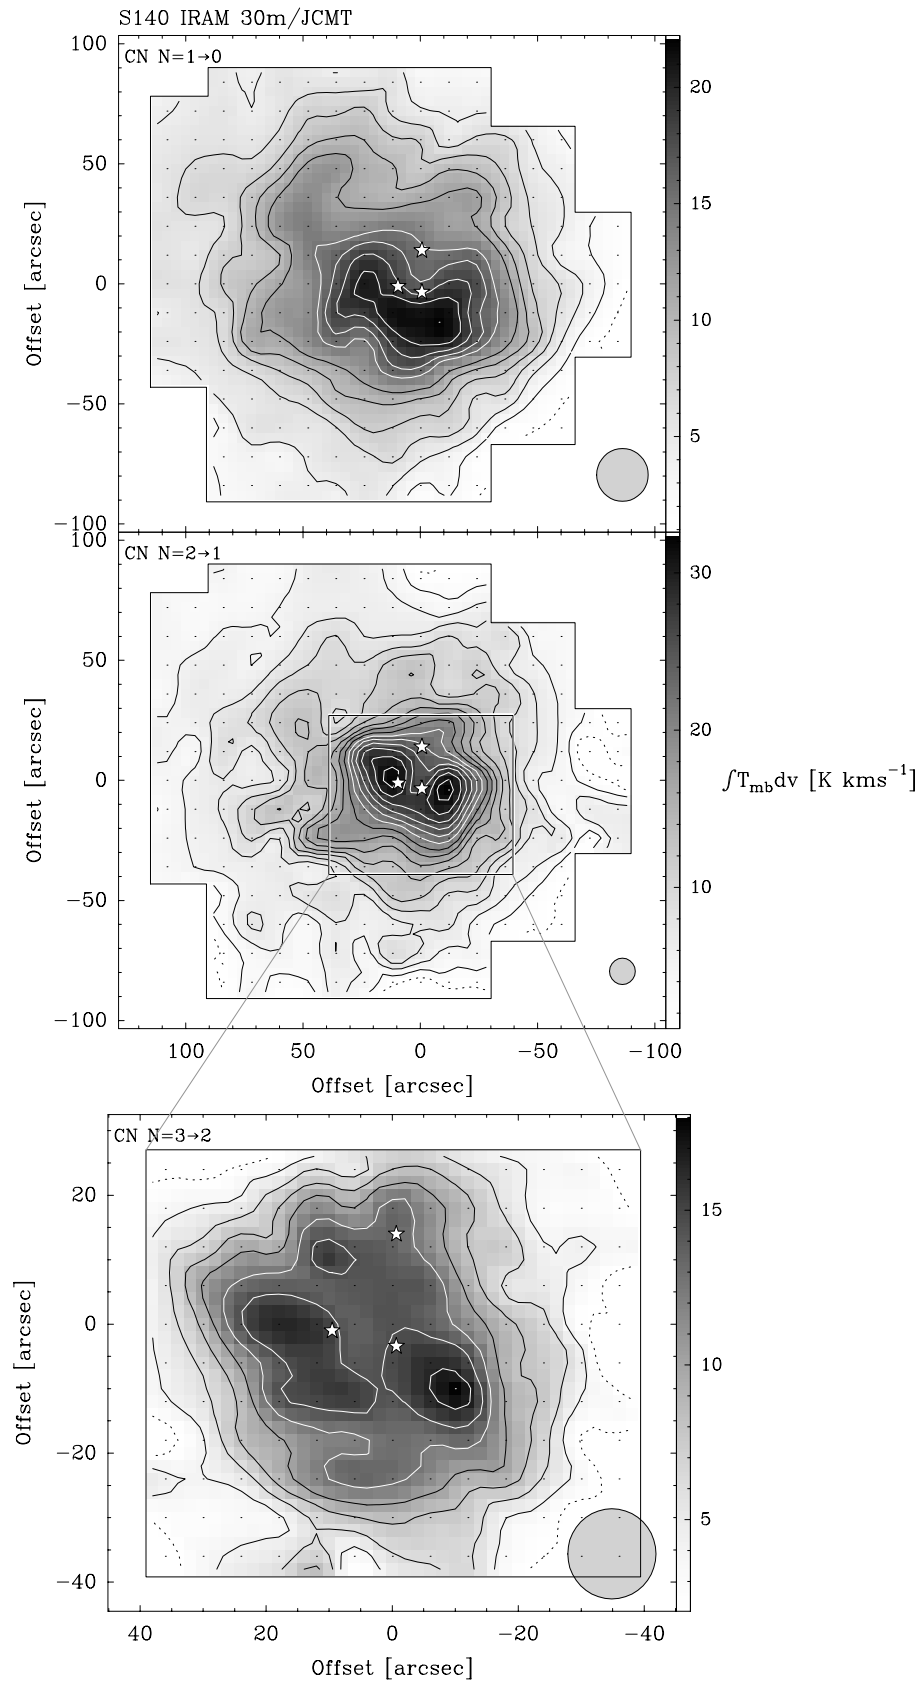 S140 IRAM 30m/JCMT
CN N=1→0
100
50
0
−50
−100
Offset [arcsec]
20
15
10
5
CN N=2→1
100
50
0
−50
−100
Offset [arcsec]
30
20
10
∫T_mb dv [K kms⁻¹]
100 50 0 −50 −100
Offset [arcsec]
CN N=3→2
20
0
−20
−40
Offset [arcsec]
15
10
5
40 20 0 −20 −40
Offset [arcsec]